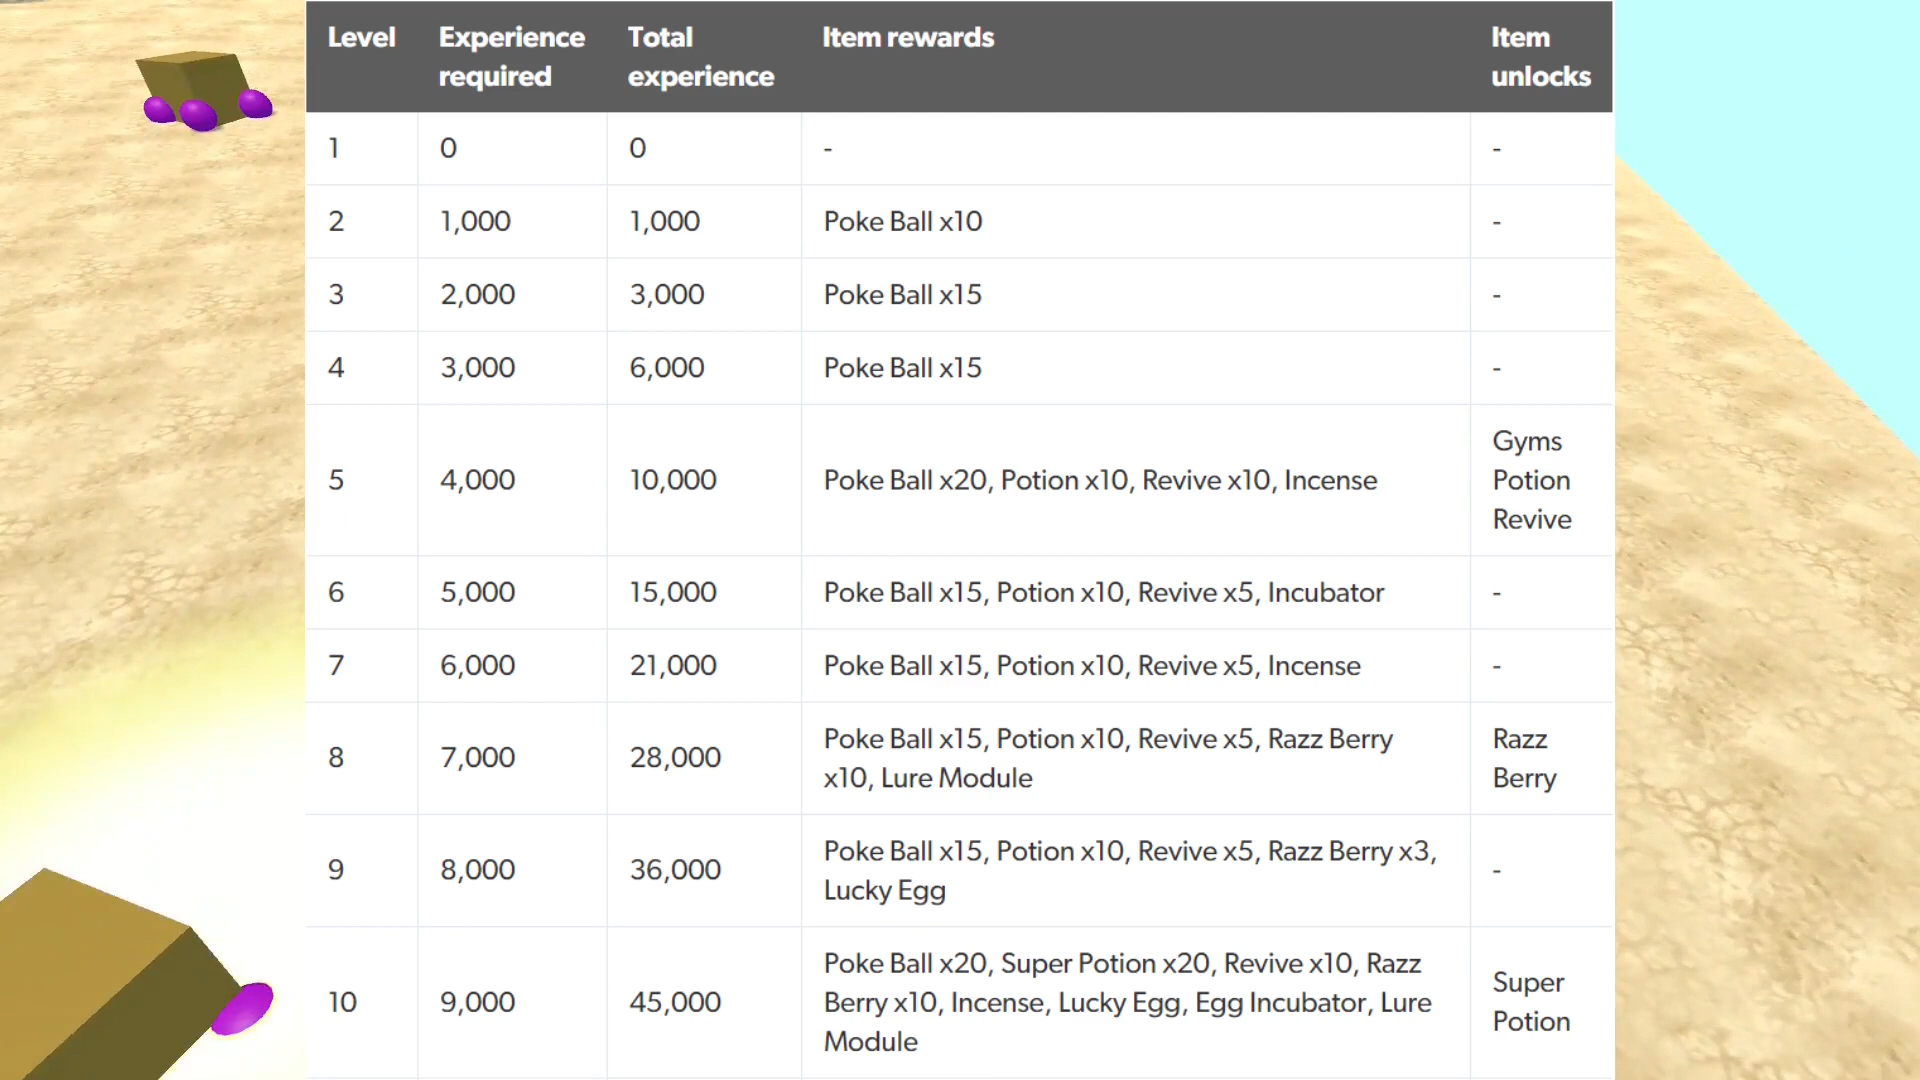 Level Experience required Total experience Item rewards Item unlocks
1 0 0 - -
2 1,000 1,000 Poke Ball x10 -
3 2,000 3,000 Poke Ball x15 -
4 3,000 6,000 Poke Ball x15 -
5 4,000 10,000 Poke Ball x20, Potion x10, Revive x10, Incense Gyms Potion Revive
6 5,000 15,000 Poke Ball x15, Potion x10, Revive x5, Incubator -
7 6,000 21,000 Poke Ball x15, Potion x10, Revive x5, Incense -
8 7,000 28,000 Poke Ball x15, Potion x10, Revive x5, Razz Berry x10, Lure Module Razz Berry
9 8,000 36,000 Poke Ball x15, Potion x10, Revive x5, Razz Berry x3, Lucky Egg -
10 9,000 45,000 Poke Ball x20, Super Potion x20, Revive x10, Razz Berry x10, Incense, Lucky Egg, Egg Incubator, Lure Module Super Potion